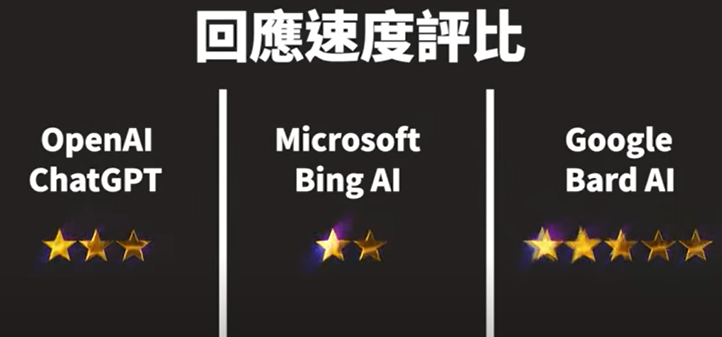 回應速度評比
OpenAI
ChatGPT
Microsoft
Bing AI
Google
Bard AI